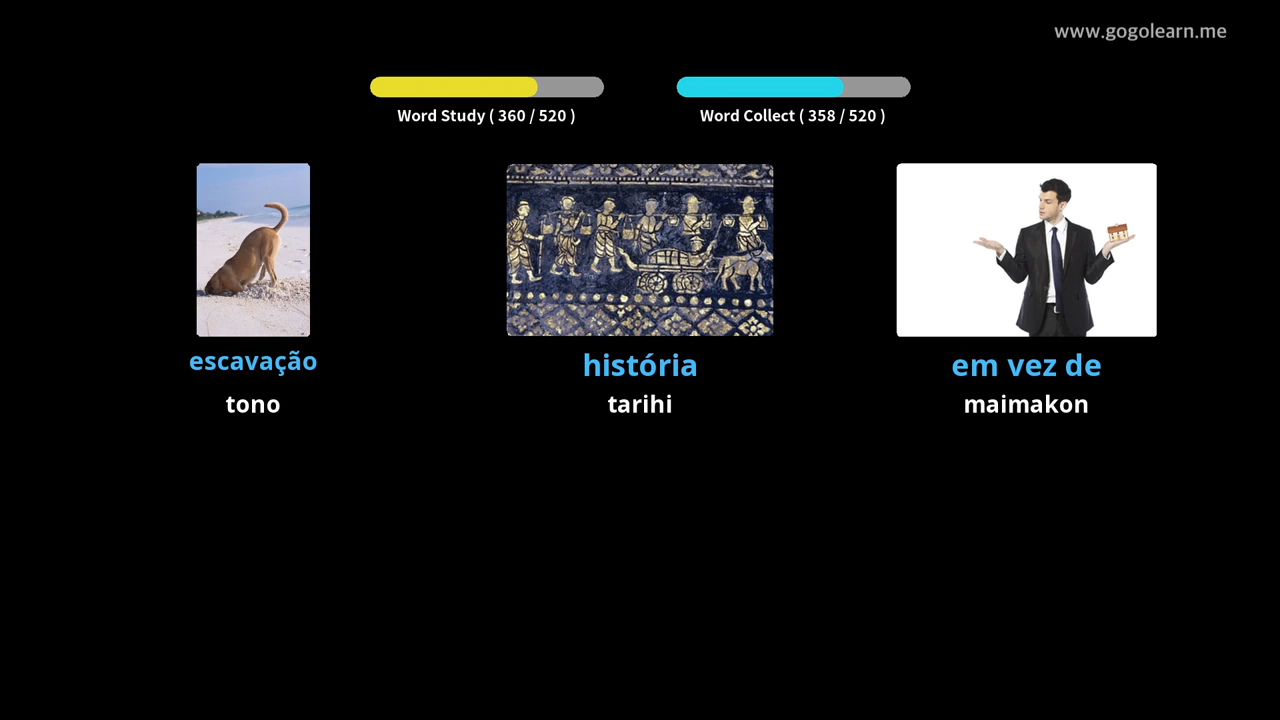 www.gogolearn.me
Word Study ( 360 / 520 )
Word Collect ( 358 / 520 )
escavação
tono
história
tarihi
em vez de
maimakon